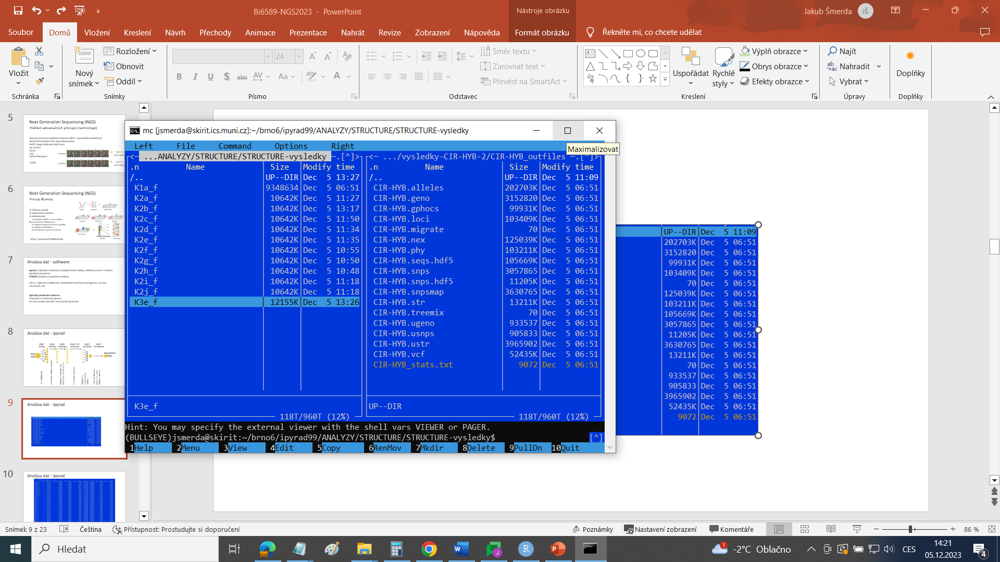 Bi6589-NGS2023 - PowerPoint
Nástroje obrázku
Jakub Šmerda
JŠ
Soubor Domů Vložení Kreslení Návrh Přechody Animace Prezentace Nahrát Revize Zobrazení Nápověda Formát obrázku Řekněte mi, co chcete udělat
Vložit
Schránka
Nový snímek
Rozložení
Obnovit
Oddíl
Snímky
24
Písmo
Směr textu
Zarovnat text
Převést na SmartArt
Odstavec
Uspořádat
Rychlé styly
Výplň obrazce
Obrys obrazce
Efekty obrazce
Kreslení
Najít
Nahradit
Vybrat
Úpravy
Doplňky
Doplňky
5
Next Generation Sequencing (NGS)
Přehled sekvenačních přístupů (technologií)
6
Next Generation Sequencing (NGS)
Princip illuminy
7
Analýza dat - software
8
Analýza dat - ipyrad
9
Analýza dat - ipyrad
10
Analýza dat - ipyrad
mc [jsmerda@skirit.ics.muni.cz]:~/brno6/ipyrad99/ANALYZY/STRUCTURE/STRUCTURE-vysledky
Maximalizovat
Left File Command Options Right
<─ ...ANALYZY/STRUCTURE/STRUCTURE-vysledky ─.[^]> <─ .../vysledky-CIR-HYB-2/CIR-HYB_outfiles ─.[^]>
.n Name Size Modify time .n Name Size Modify time
/.. UP--DIR Dec 5 13:27 /.. UP--DIR Dec 5 11:09
K1a_f 9348634 Dec 5 06:51 CIR-HYB.alleles 202703K Dec 5 06:51
K2a_f 10642K Dec 5 11:27 CIR-HYB.geno 3152820 Dec 5 06:51
K2b_f 10642K Dec 5 13:17 CIR-HYB.gphocs 99931K Dec 5 06:51
K2c_f 10642K Dec 5 11:50 CIR-HYB.loci 103409K Dec 5 06:51
K2d_f 10642K Dec 5 11:34 CIR-HYB.migrate 70 Dec 5 06:51
K2e_f 10642K Dec 5 11:35 CIR-HYB.nex 125039K Dec 5 06:51
K2f_f 10642K Dec 5 10:55 CIR-HYB.phy 103211K Dec 5 06:51
K2g_f 10642K Dec 5 10:50 CIR-HYB.seqs.hdf5 105669K Dec 5 06:51
K2h_f 10642K Dec 5 10:48 CIR-HYB.snps 3057865 Dec 5 06:51
K2i_f 10642K Dec 5 11:18 CIR-HYB.snps.hdf5 11205K Dec 5 06:51
K2j_f 10642K Dec 5 11:18 CIR-HYB.snpsmap 3630765 Dec 5 06:51
K3e_f 12155K Dec 5 13:26 CIR-HYB.str 13211K Dec 5 06:51
CIR-HYB.treemix 70 Dec 5 06:51
CIR-HYB.ugeno 933537 Dec 5 06:51
CIR-HYB.usnps 905833 Dec 5 06:51
CIR-HYB.ustr 3965902 Dec 5 06:51
CIR-HYB.vcf 52435K Dec 5 06:51
CIR-HYB_stats.txt 9072 Dec 5 06:51
K3e_f UP--DIR
118T/960T (12%) 118T/960T (12%)
Hint: You may specify the external viewer with the shell vars VIEWER or PAGER.
(BULLSEYE)jsmerda@skirit:~/brno6/ipyrad99/ANALYZY/STRUCTURE/STRUCTURE-vysledky$ [^]
1Help 2Menu 3View 4Edit 5Copy 6RenMov 7Mkdir 8Delete 9PullDn 10Quit
UP--DIR Dec 5 11:09
202703K Dec 5 06:51
3152820 Dec 5 06:51
99931K Dec 5 06:51
103409K Dec 5 06:51
70 Dec 5 06:51
125039K Dec 5 06:51
103211K Dec 5 06:51
105669K Dec 5 06:51
3057865 Dec 5 06:51
11205K Dec 5 06:51
3630765 Dec 5 06:51
13211K Dec 5 06:51
70 Dec 5 06:51
933537 Dec 5 06:51
905833 Dec 5 06:51
3965902 Dec 5 06:51
52435K Dec 5 06:51
9072 Dec 5 06:51
Snímek 9 z 23 Čeština Přístupnost: Prostudujte si doporučení Poznámky Nastavení zobrazení Komentáře 86 %
Hledat
1
-2°C Oblačno
CES
14:21
05.12.2023
4